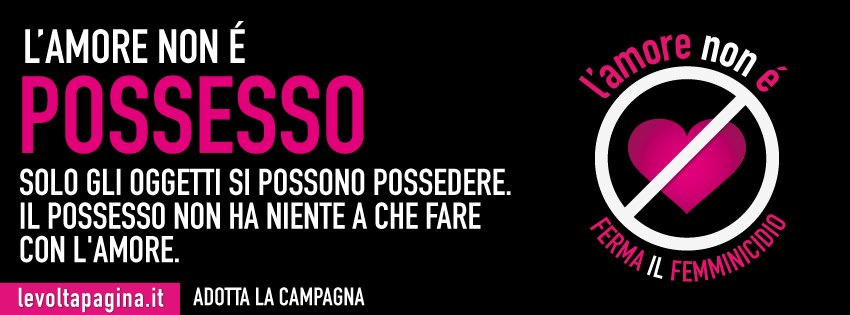 L'AMORE NON É
POSSESSO
SOLO GLI OGGETTI SI POSSONO POSSEDERE.
IL POSSESSO NON HA NIENTE A CHE FARE
CON L'AMORE.
levoltapagina.it ADOTTA LA CAMPAGNA
l'amore non é
FERMA IL FEMMINICIDIO